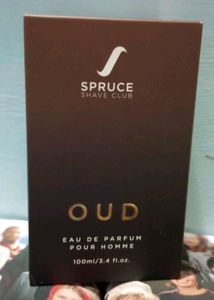 SPRUCE
SHAVE CLUB
OUD
EAU DE PARFUM
POUR HOMME
100ml/3.4 fl.oz.